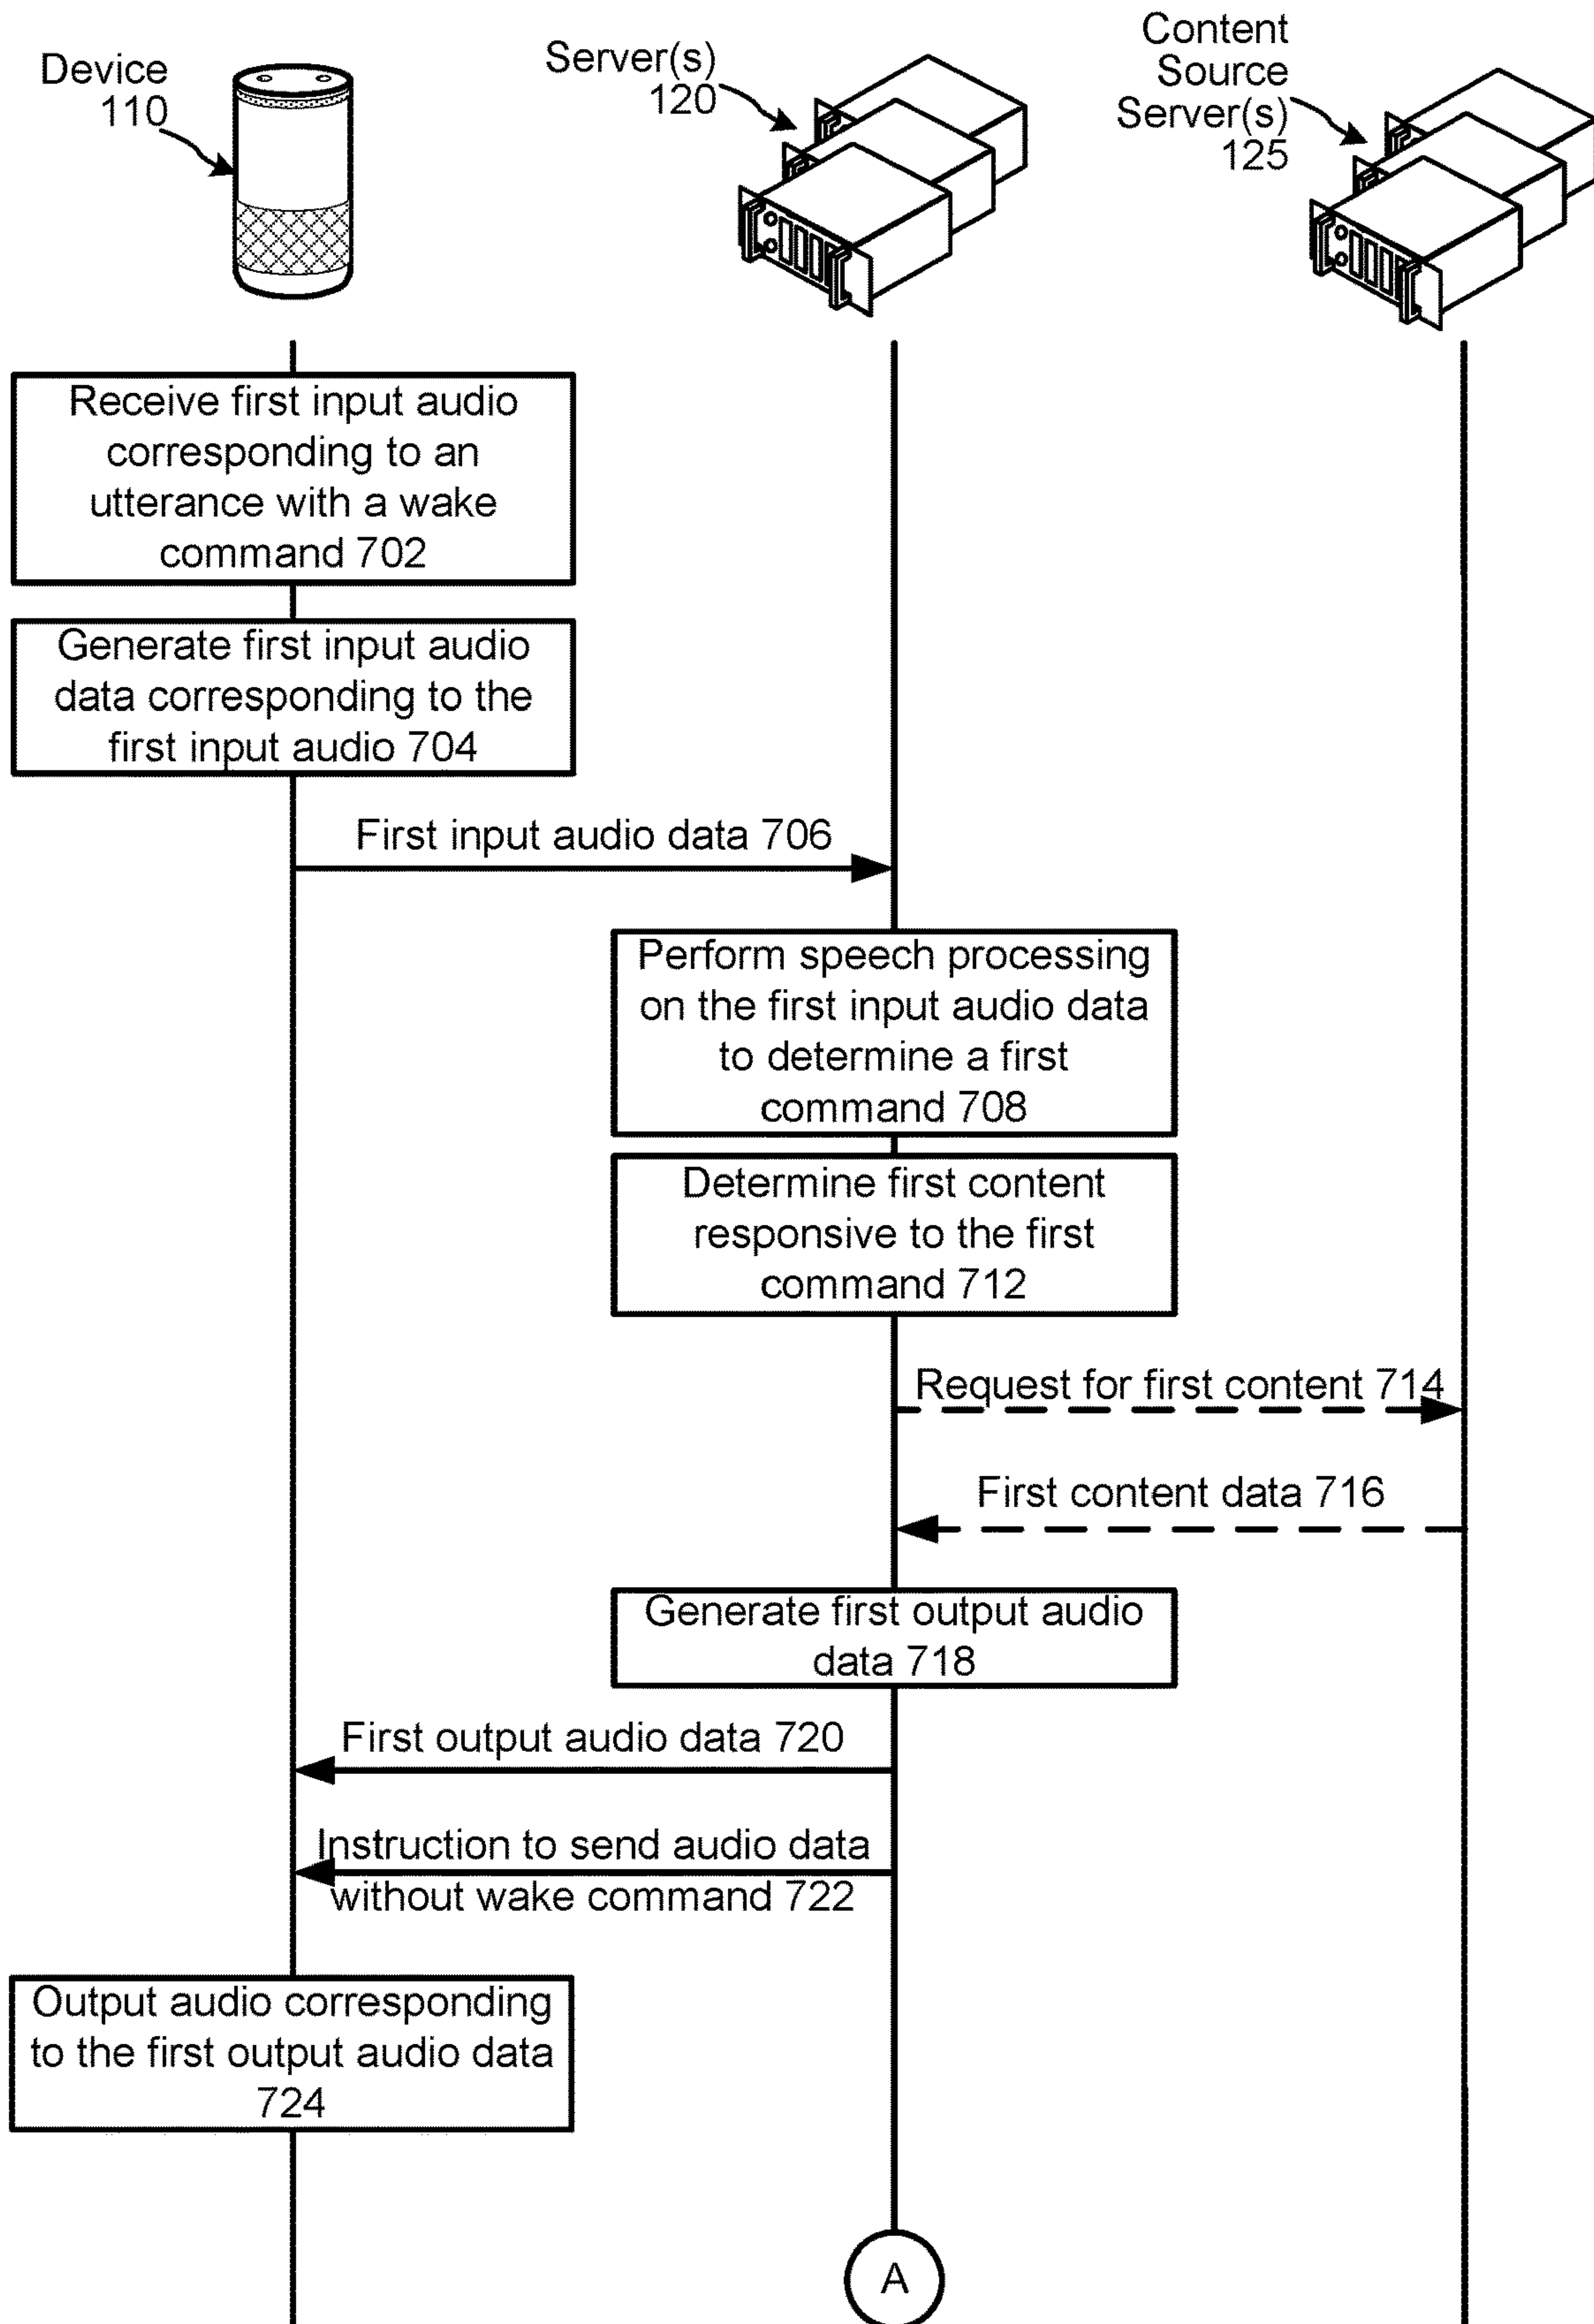 Device
110
Server(s)
120
Content
Source
Server(s)
125
Receive first input audio
corresponding to an
utterance with a wake
command 702
Generate first input audio
data corresponding to the
first input audio 704
First input audio data 706
Perform speech processing
on the first input audio data
to determine a first
command 708
Determine first content
responsive to the first
command 712
Request for first content 714
First content data 716
Generate first output audio
data 718
First output audio data 720
Instruction to send audio data
without wake command 722
Output audio corresponding
to the first output audio data
724
A